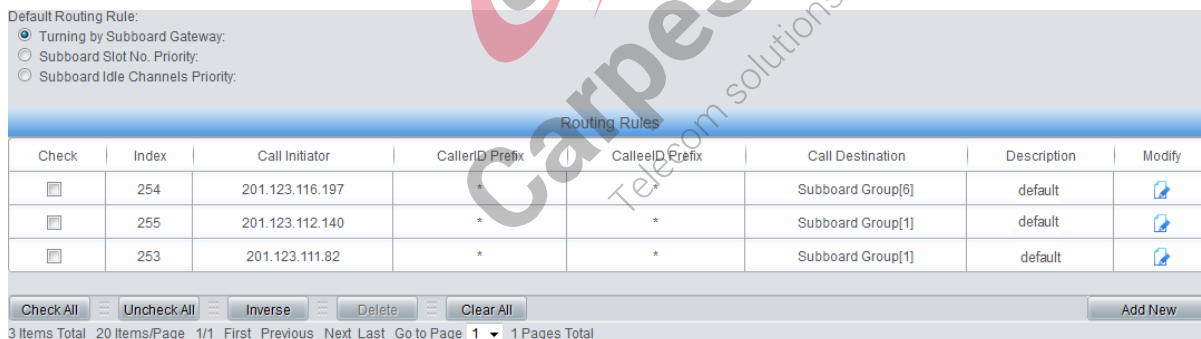 Default Routing Rule:
Turning by Subboard Gateway:
Subboard Slot No. Priority:
Subboard Idle Channels Priority:
Routing Rules
Check Index Call Initiator CallerID Prefix CalleeID Prefix Call Destination Description Modify
254 201.123.116.197 * * Subboard Group[6] default
255 201.123.112.140 * * Subboard Group[1] default
253 201.123.111.82 * * Subboard Group[1] default
Check All Uncheck All Inverse Delete Clear All Add New
3 Items Total 20 Items/Page 1/1 First Previous Next Last Go to Page 1 1 Pages Total
Telecom solutions